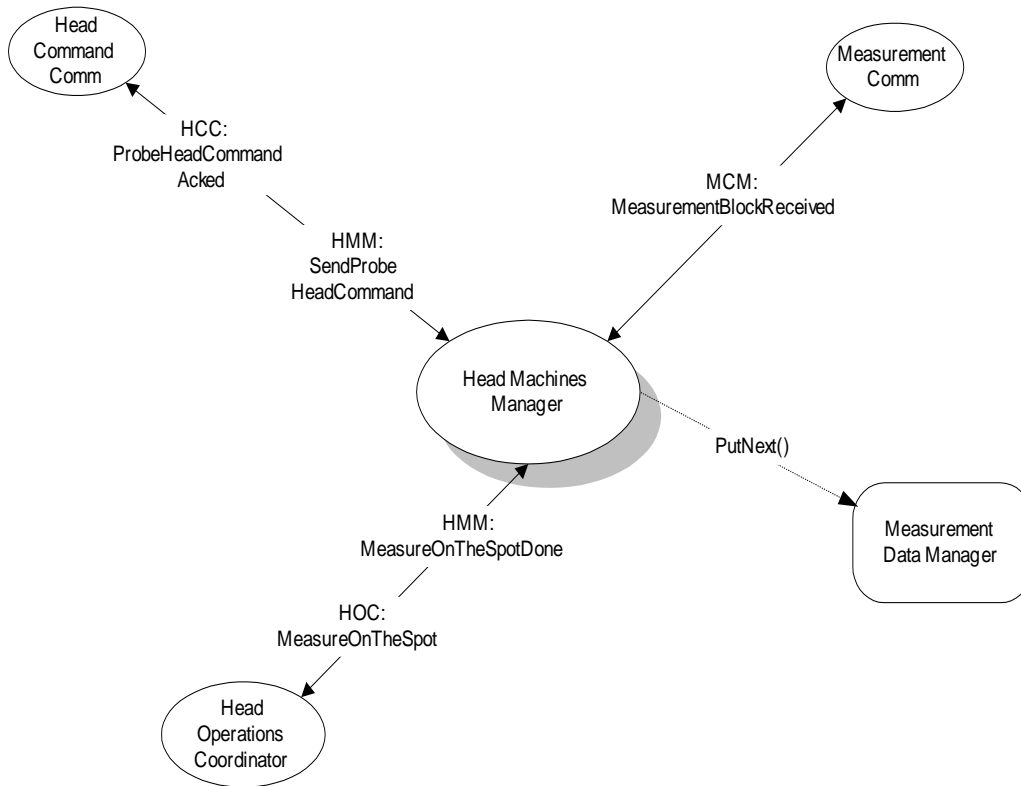 Head
Command
Comm
Measurement
Comm
HCC:
ProbeHeadCommand
Acked
MCM:
MeasurementBlockReceived
HMM:
SendProbe
HeadCommand
Head Machines
Manager
PutNext()
HMM:
MeasureOnTheSpotDone
Measurement
Data Manager
HOC:
MeasureOnTheSpot
Head
Operations
Coordinator